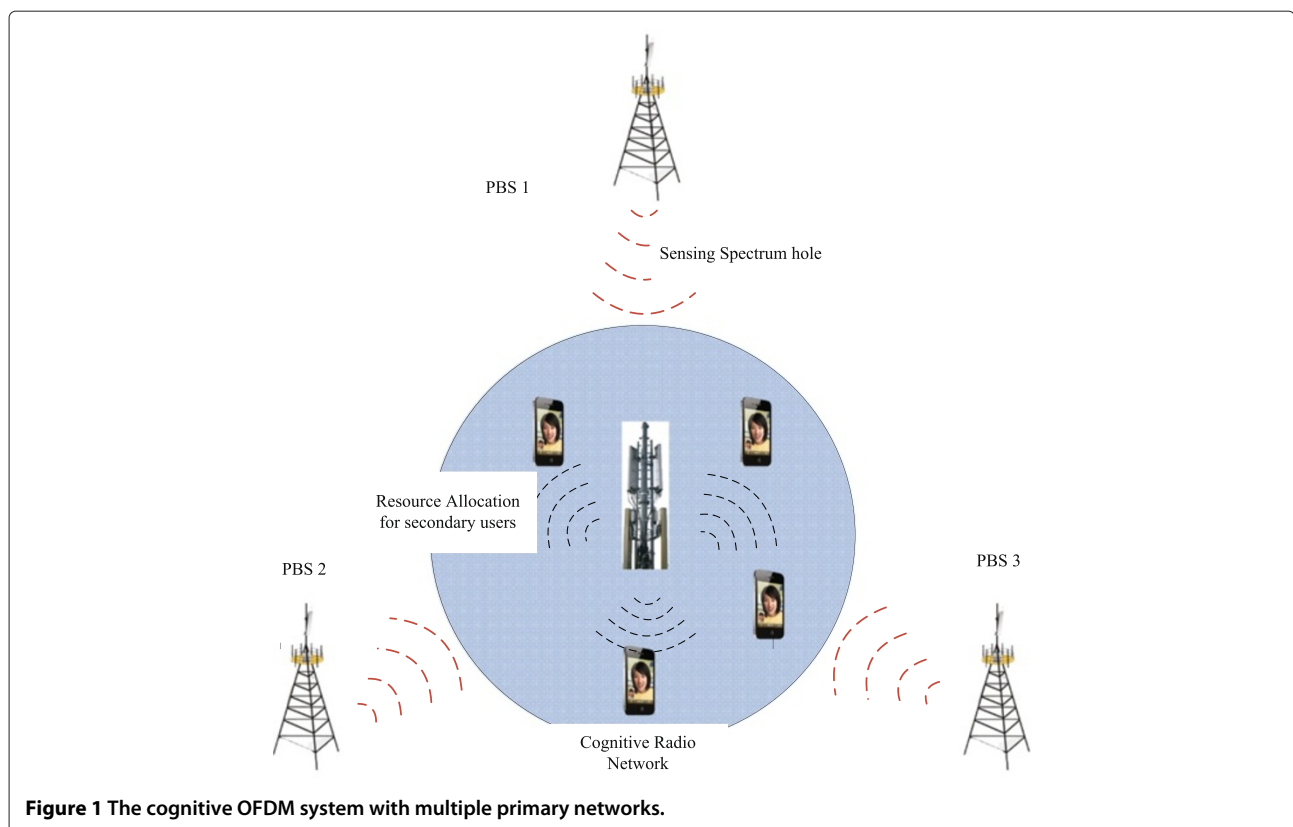 PBS 1
Sensing Spectrum hole
Resource Allocation
for secondary users
PBS 2
PBS 3
Cognitive Radio
Network
Figure 1 The cognitive OFDM system with multiple primary networks.